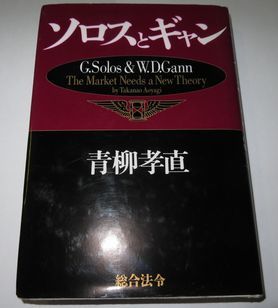 ソロスとギャン
G.Solos & W.D.Gann
The Market Needs a New Theory
by Takanao Aoyagi
青柳孝直
総合法令